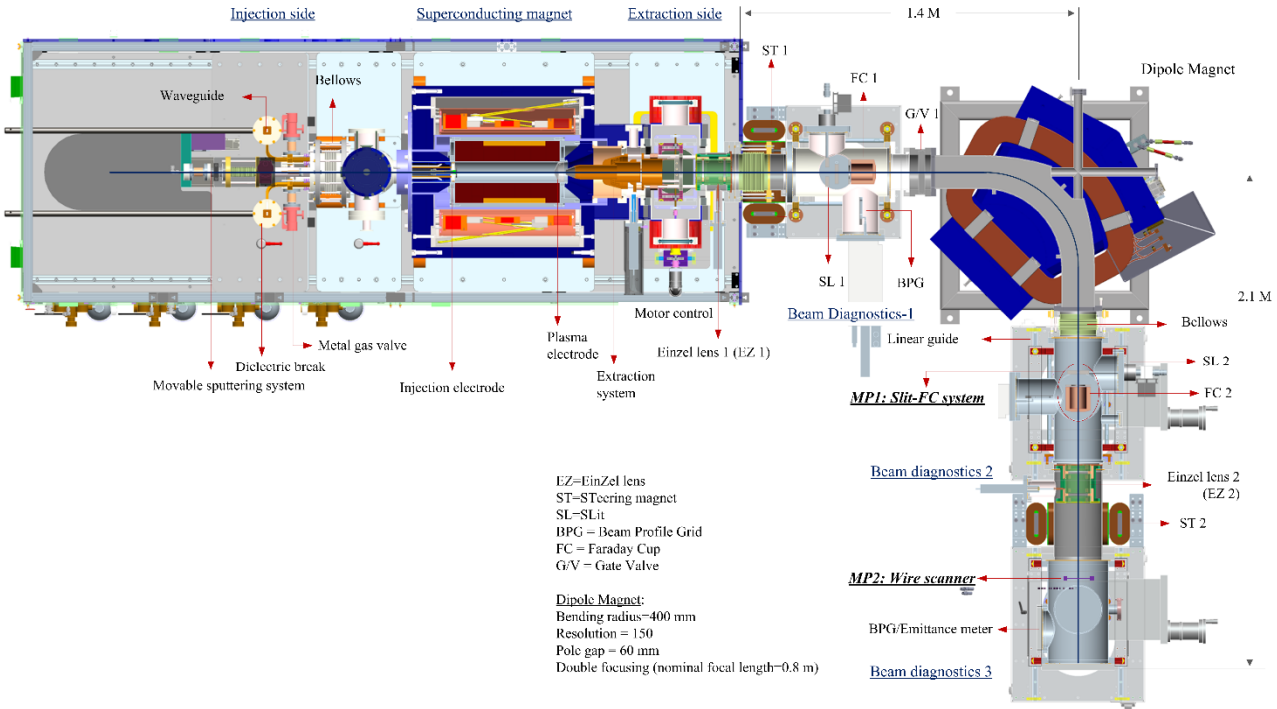 Injection side
Superconducting magnet
Extraction side
1.4 M
ST 1
FC 1
G/V 1
Dipole Magnet
Bellows
Waveguide
SL 1
BPG
2.1 M
Motor control
Beam Diagnostics-1
Bellows
Linear guide
Metal gas valve
Plasma
electrode
Einzel lens 1 (EZ 1)
Dielectric break
SL 2
Movable sputtering system
Injection electrode
Extraction
system
MP1: Slit-FC system
FC 2
Beam diagnostics 2
Einzel lens 2
(EZ 2)
EZ=EinZel lens
ST=STeering magnet
SL=SLit
BPG = Beam Profile Grid
FC = Faraday Cup
G/V = Gate Valve
ST 2
MP2: Wire scanner
Dipole Magnet:
Bending radius=400 mm
Resolution = 150
Pole gap = 60 mm
Double focusing (nominal focal length=0.8 m)
BPG/Emittance meter
Beam diagnostics 3